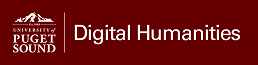 UNIVERSITY of
PUGET
SOUND
Digital Humanities